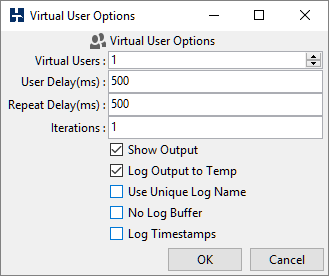 Virtual User Options
Virtual User Options
Virtual Users : 1
User Delay(ms) : 500
Repeat Delay(ms) : 500
Iterations : 1
Show Output
Log Output to Temp
Use Unique Log Name
No Log Buffer
Log Timestamps
OK Cancel